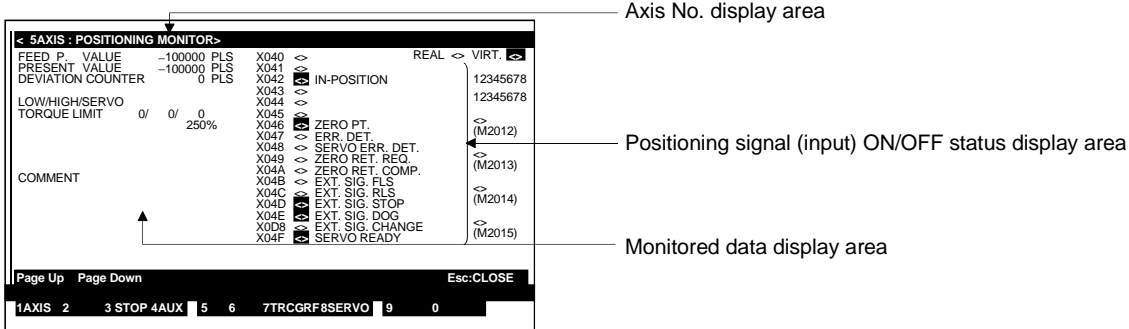 Axis No. display area
< 5AXIS : POSITIONING MONITOR>
FEED P. VALUE −100000 PLS X040 <> REAL <> VIRT. <>
PRESENT VALUE −100000 PLS X041 <>
DEVIATION COUNTER 0 PLS X042 <> IN-POSITION 12345678
X043 <>
LOW/HIGH/SERVO X044 <> 12345678
TORQUE LIMIT 0/ 0/ 0 X045 <>
250% X046 <> ZERO PT. <>
X047 <> ERR. DET. (M2012)
X048 <> SERVO ERR. DET.
Positioning signal (input) ON/OFF status display area
X049 <> ZERO RET. REQ. <>
X04A <> ZERO RET. COMP. (M2013)
COMMENT X04B <> EXT. SIG. FLS
X04C <> EXT. SIG. RLS <>
X04D <> EXT. SIG. STOP (M2014)
X04E <> EXT. SIG. DOG
X0D8 <> EXT. SIG. CHANGE <>
X04F <> SERVO READY (M2015)
Monitored data display area
Page Up Page Down Esc:CLOSE
1AXIS 2 3 STOP 4AUX 5 6 7TRCGRF8SERVO 9 0